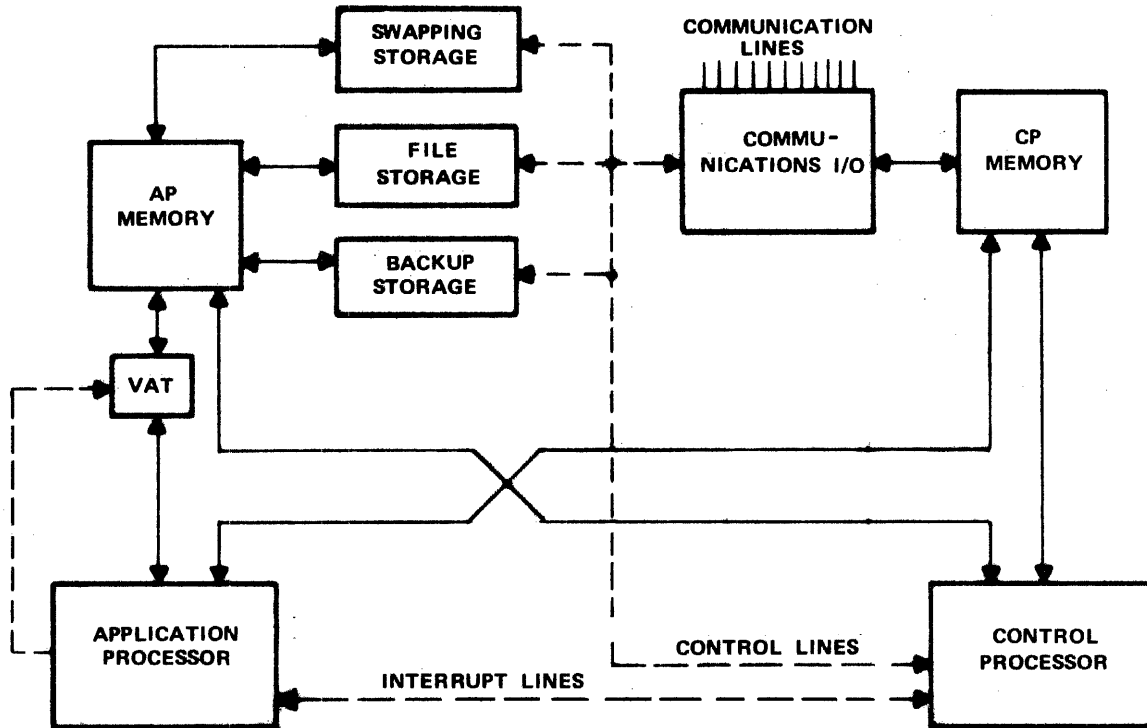 SWAPPING
STORAGE
COMMUNICATION
LINES
FILE
STORAGE
COMMU-
NICATIONS I/O
CP
MEMORY
AP
MEMORY
BACKUP
STORAGE
VAT
APPLICATION
PROCESSOR
CONTROL LINES
CONTROL
PROCESSOR
INTERRUPT LINES